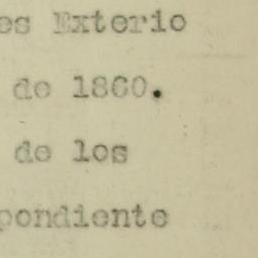 es Exterio
de 1860.
de los
pondiente